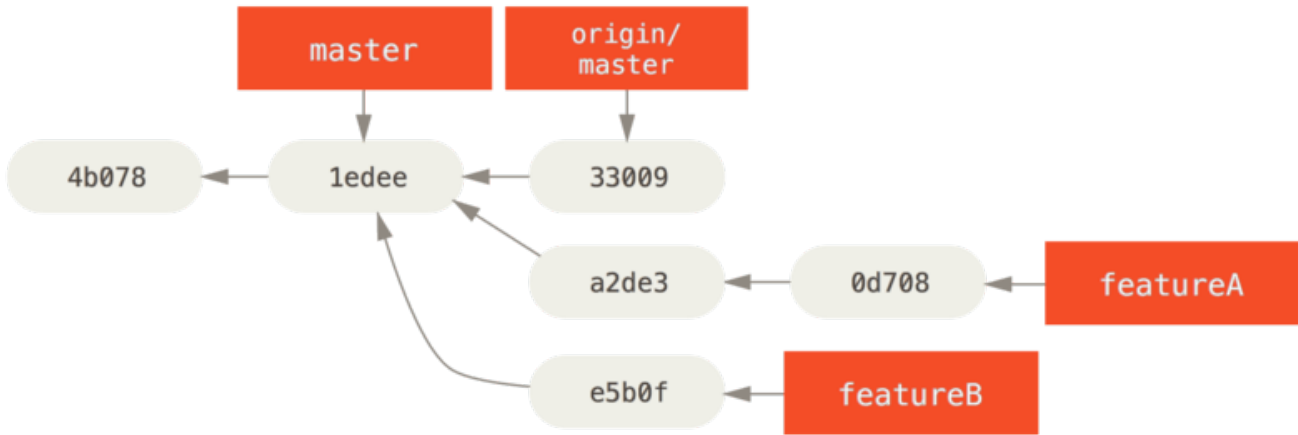 master
origin/
master
4b078
1edee
33009
a2de3
0d708
featureA
e5b0f
featureB